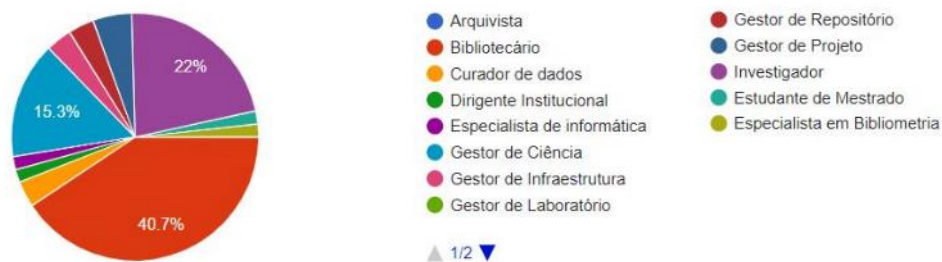 22%
15.3%
40.7%
Arquivista
Bibliotecário
Curador de dados
Dirigente Institucional
Especialista de informática
Gestor de Ciência
Gestor de Infraestrutura
Gestor de Laboratório
1/2
Gestor de Repositório
Gestor de Projeto
Investigador
Estudante de Mestrado
Especialista em Bibliometria